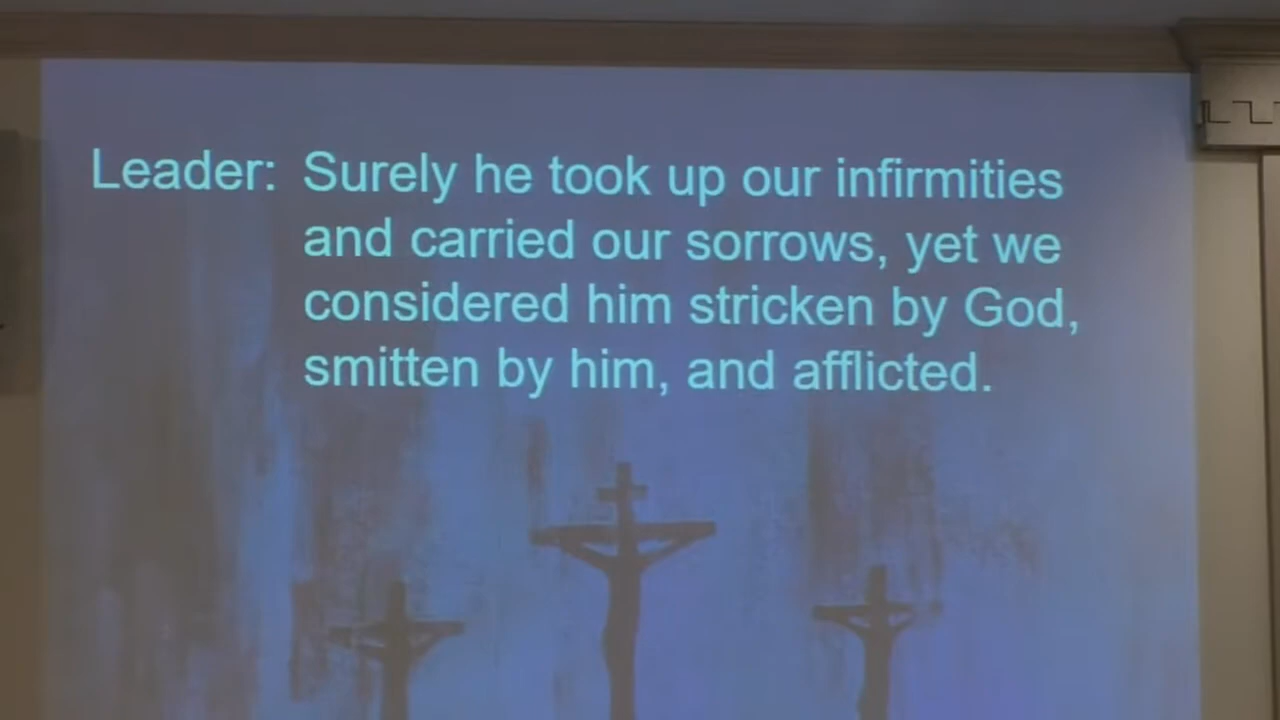 Leader: Surely he took up our infirmities
and carried our sorrows, yet we
considered him stricken by God,
smitten by him, and afflicted.